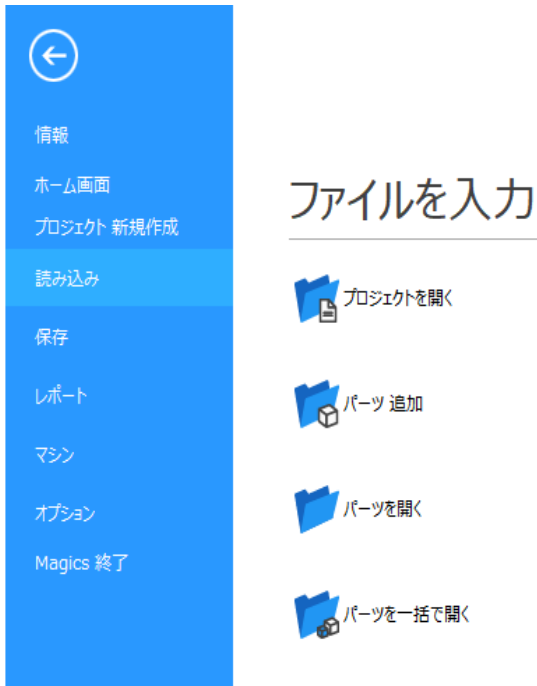 情報
ホーム画面
プロジェクト 新規作成
読み込み
保存
レポート
マシン
オプション
Magics 終了
ファイルを入力
プロジェクトを開く
パーツ 追加
パーツを開く
パーツを一括で開く